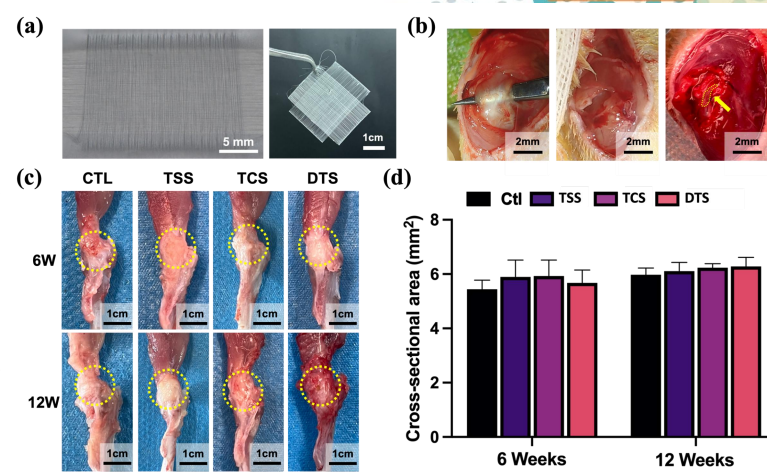 (a)
5 mm
1cm
(b)
2mm
2mm
2mm
(c)
CTL TSS TCS DTS
6W
1cm
1cm
1cm
1cm
12W
1cm
1cm
1cm
1cm
(d)
Ctl TSS TCS DTS
Cross-sectional area (mm²)
8
6
4
2
0
6 Weeks 12 Weeks